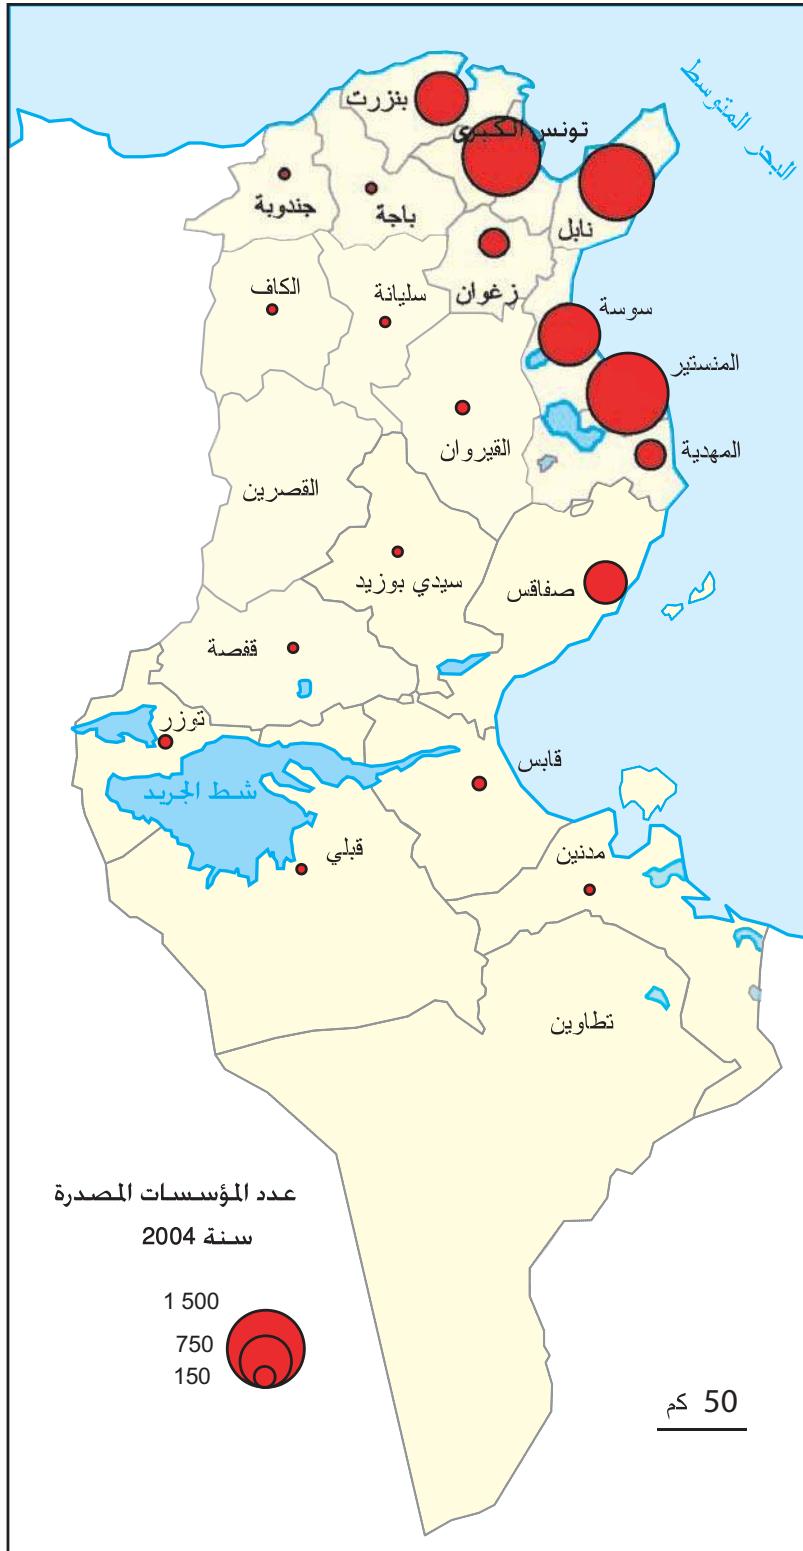 البحر المتوسط
بنزرت
تونس الكبرى
جندوبة
باجة
نابل
زغوان
الكاف
سليانة
سوسة
المنستير
المهدية
القيروان
القصرين
سيدي بوزيد
صفاقس
قفصة
توزر
شط الجريد
قابس
قبلي
مدنين
تطاوين
عدد المؤسسات المصدرة
سنة 2004
1 500
750
150
50 كم